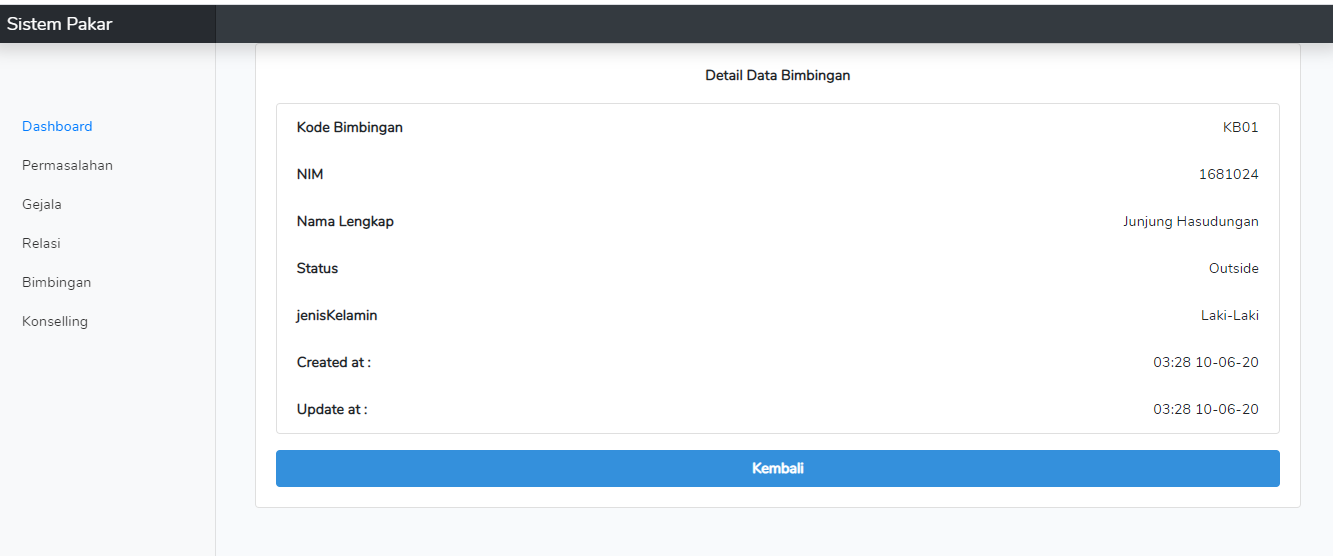 Sistem Pakar
Dashboard
Permasalahan
Gejala
Relasi
Bimbingan
Konselling
Detail Data Bimbingan
Kode Bimbingan KB01
NIM 1681024
Nama Lengkap Junjung Hasudungan
Status Outside
jenisKelamin Laki-Laki
Created at : 03:28 10-06-20
Update at : 03:28 10-06-20
Kembali